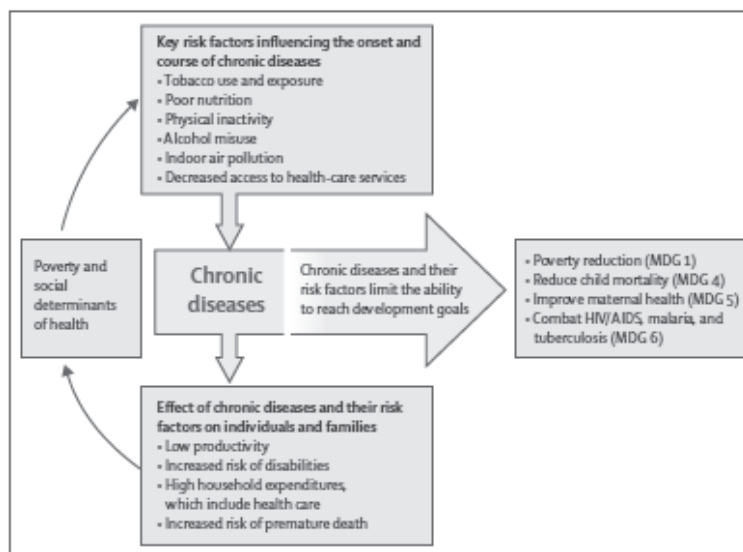 Key risk factors influencing the onset and
course of chronic diseases
• Tobacco use and exposure
• Poor nutrition
• Physical inactivity
• Alcohol misuse
• Indoor air pollution
• Decreased access to health-care services
Poverty and
social
determinants
of health
Chronic
diseases
Chronic diseases and their
risk factors limit the ability
to reach development goals
• Poverty reduction (MDG 1)
• Reduce child mortality (MDG 4)
• Improve maternal health (MDG 5)
• Combat HIV/AIDS, malaria, and
tuberculosis (MDG 6)
Effect of chronic diseases and their risk
factors on individuals and families
• Low productivity
• Increased risk of disabilities
• High household expenditures,
which include health care
• Increased risk of premature death